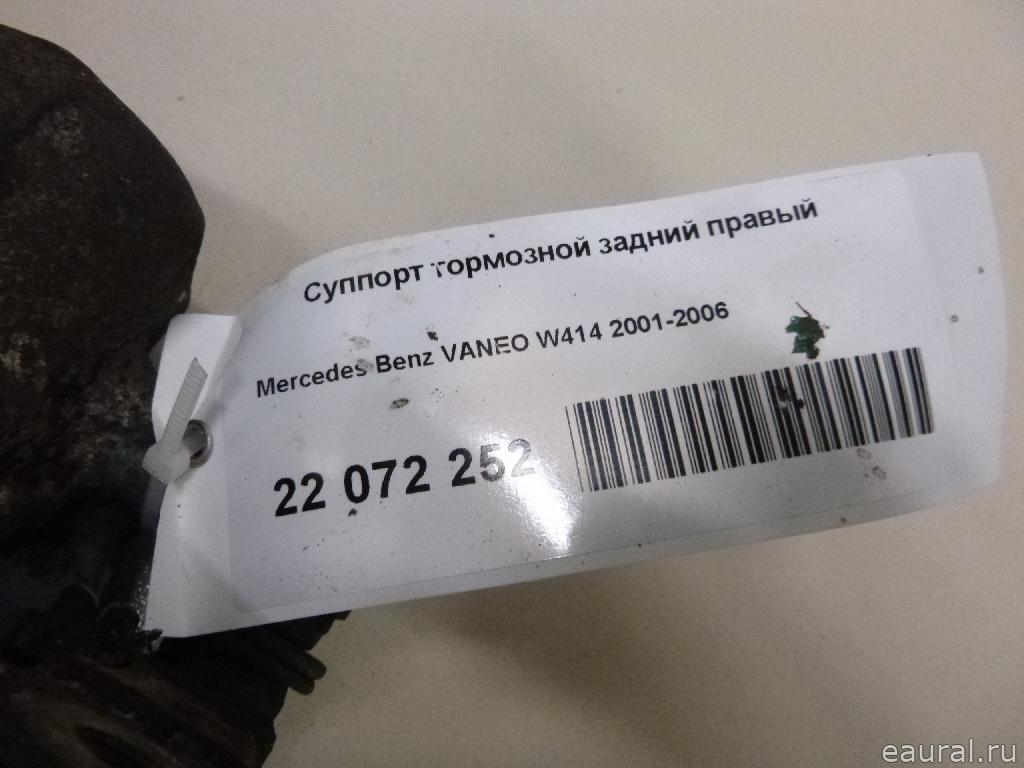 Суппорт тормозной задний правый
Mercedes Benz VANEO W414 2001-2006
22 072 252
eaural.ru